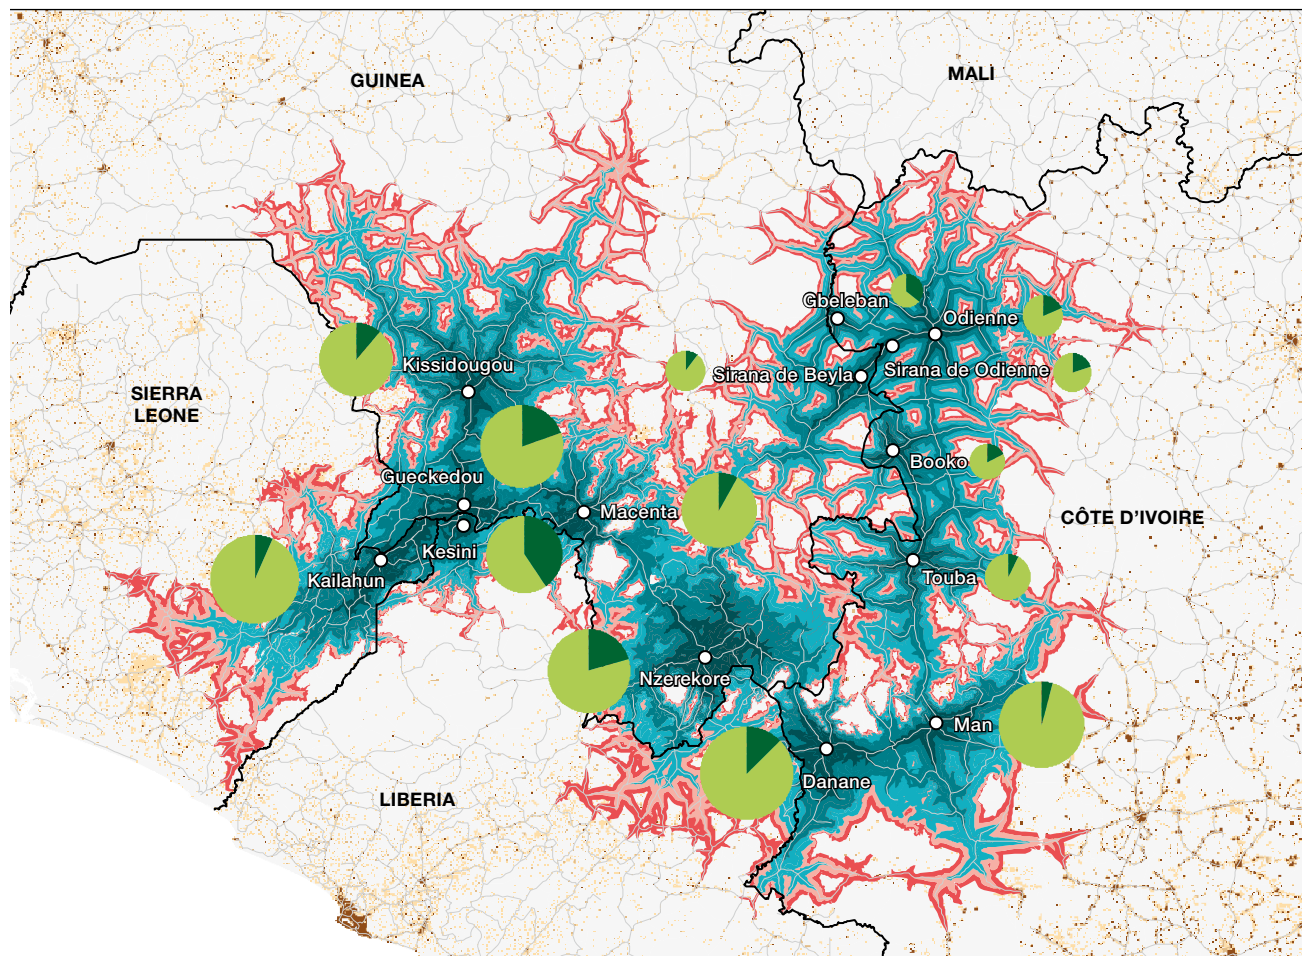 GUINEA
MALI
Gbeleban
Odienne
Kissidougou
Sirana de Beyla
Sirana de Odienne
SIERRA
LEONE
Booko
Gueckedou
Macenta
CÔTE D'IVOIRE
Kesini
Kailahun
Touba
Nzerekore
Man
Danane
LIBERIA